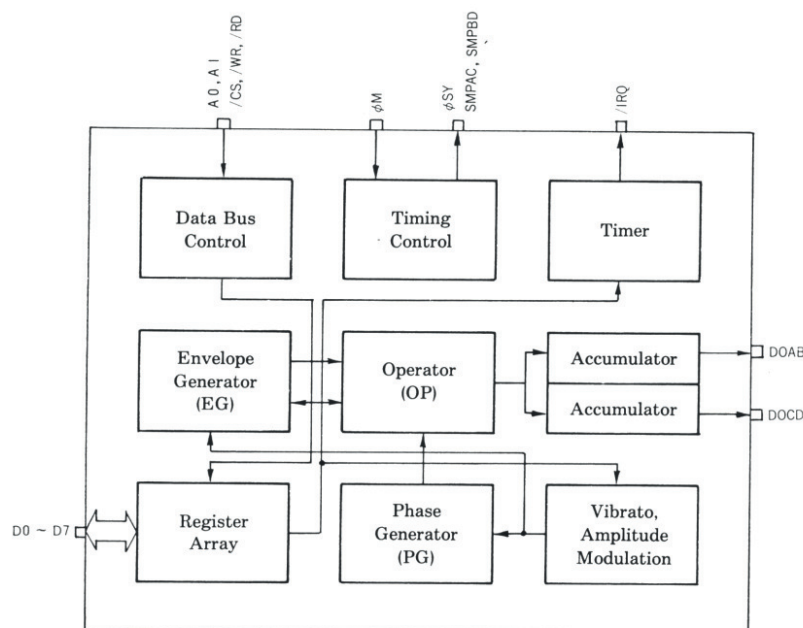 A0, A1
/CS, /WR, /RD
φM
φSY
SMPAC, SMPBD
/IRQ
Data Bus
Control
Timing
Control
Timer
Envelope
Generator
(EG)
Operator
(OP)
Accumulator
DOAB
Accumulator
DOCD
D0 ~ D7
Register
Array
Phase
Generator
(PG)
Vibrato,
Amplitude
Modulation